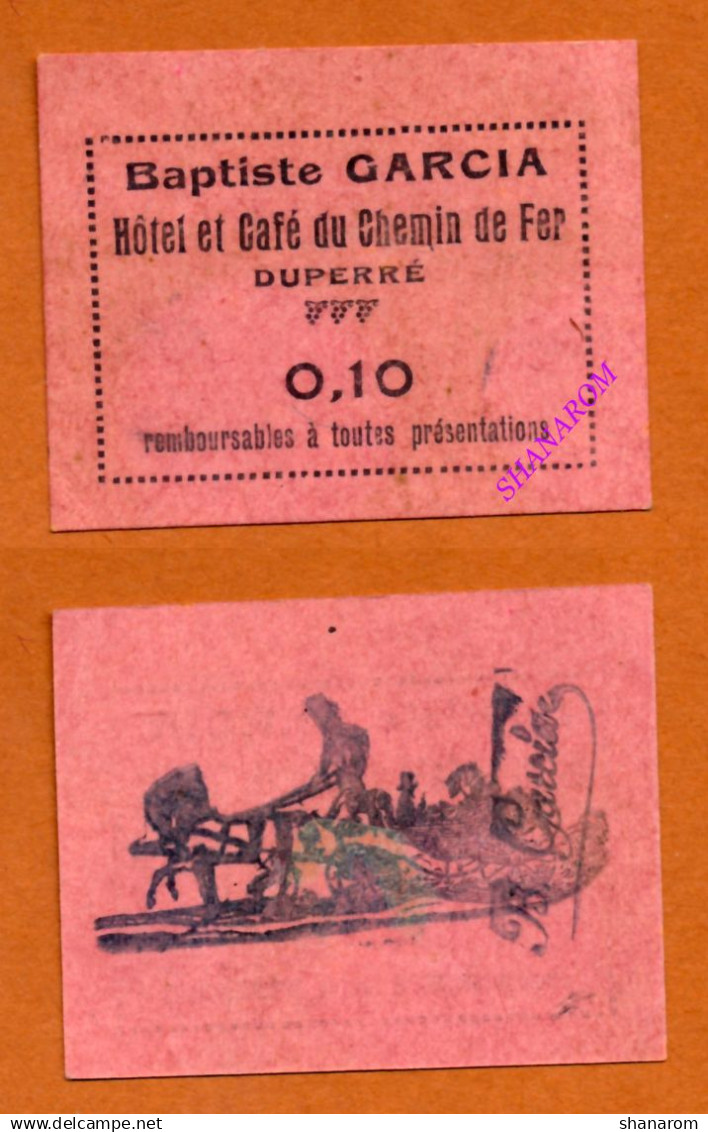 Baptiste GARCIA
Hôtel et Café du Chemin de Fer
DUPERRÉ
0,10
remboursables à toutes présentations
SHANAROM
B. Garcia
delcampe.net
shanarom